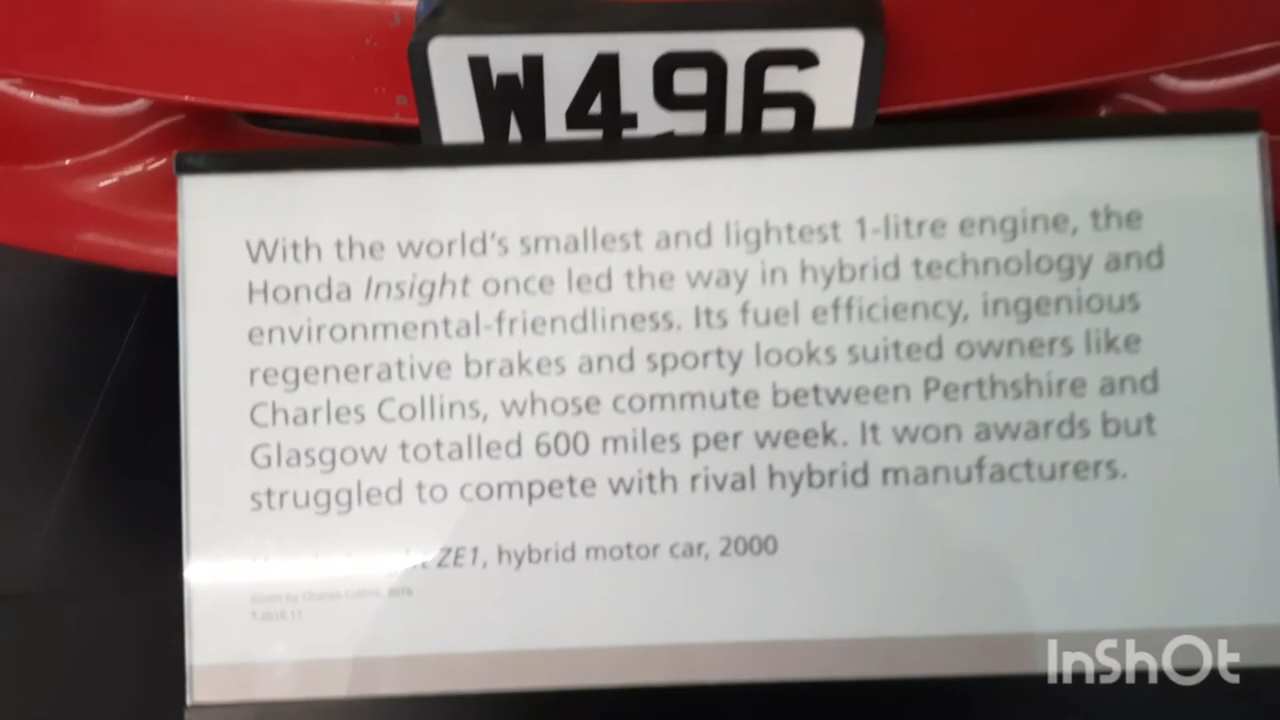 W496
With the world's smallest and lightest 1-litre engine, the
Honda Insight once led the way in hybrid technology and
environmental-friendliness. Its fuel efficiency, ingenious
regenerative brakes and sporty looks suited owners like
Charles Collins, whose commute between Perthshire and
Glasgow totalled 600 miles per week. It won awards but
struggled to compete with rival hybrid manufacturers.
ZE1, hybrid motor car, 2000
by Charles Collins,
InShOt